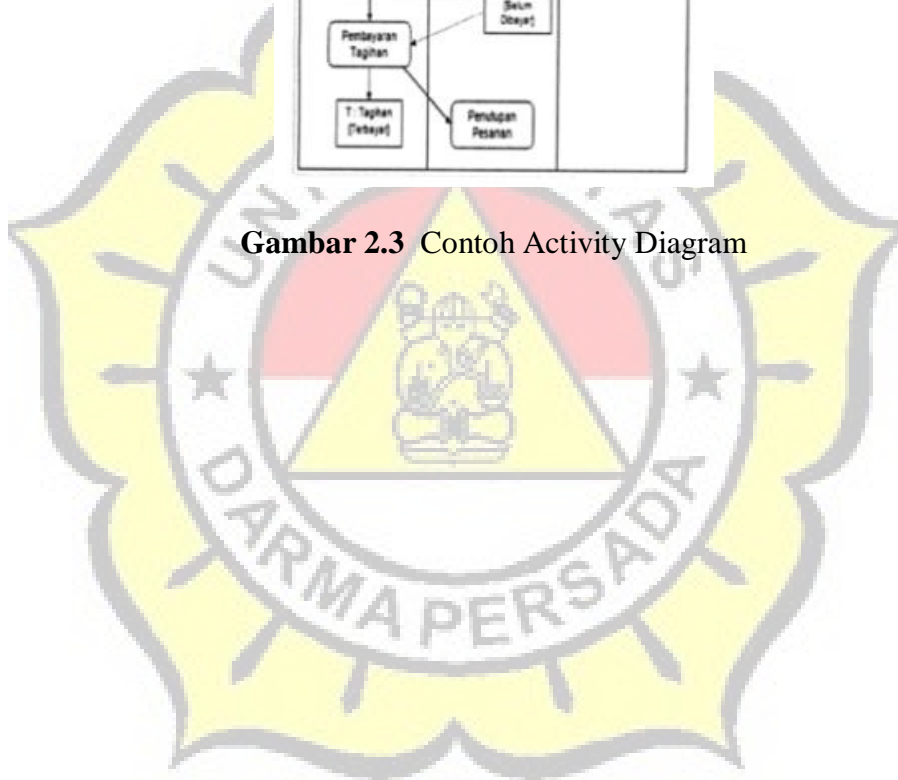 [Belum
Dibayar]
Pembayaran
Tagihan
T : Tagihan
[Terbayar]
Penutupan
Pesanan
Gambar 2.3 Contoh Activity Diagram
UNIVERSITAS
DARMA PERSADA